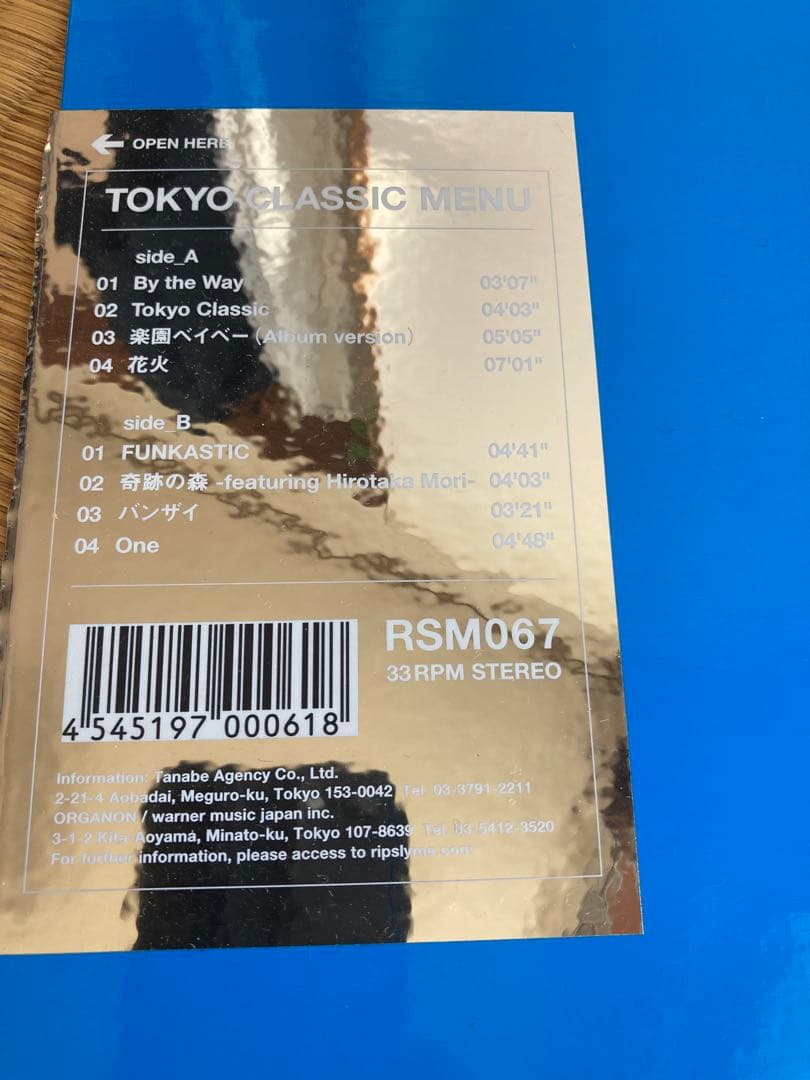 ← OPEN HERE
TOKYO CLASSIC MENU
side_A
01 By the Way 03'07"
02 Tokyo Classic 04'03"
03 楽園ベイベー (Album version) 05'05"
04 花火 07'01"
side_B
01 FUNKASTIC 04'41"
02 奇跡の森 -featuring Hirotaka Mori- 04'03"
03 バンザイ 03'21"
04 One 04'48"
RSM067
33RPM STEREO
4 545197 000618
Information: Tanabe Agency Co., Ltd.
2-21-4 Aobadai, Meguro-ku, Tokyo 153-0042 Tel 03-3791-2211
ORGANON / warner music japan inc.
3-1-2 Kita-Aoyama, Minato-ku, Tokyo 107-8639 Tel 03-5412-3520
For further information, please access to ripslyme.com